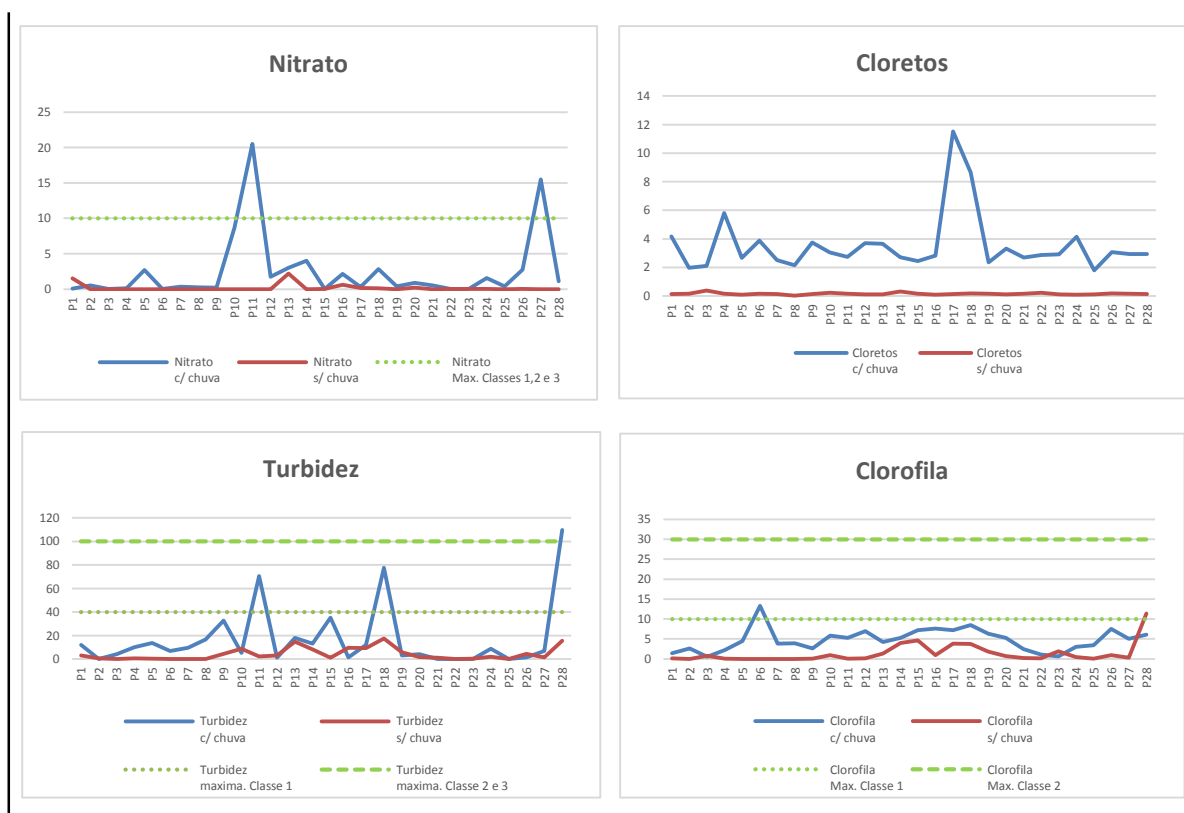 Nitrato
25
20
15
10
5
0
P1 P2 P3 P4 P5 P6 P7 P8 P9 P10 P11 P12 P13 P14 P15 P16 P17 P18 P19 P20 P21 P22 P23 P24 P25 P26 P27 P28
Nitrato
c/ chuva
Nitrato
s/ chuva
Nitrato
Max. Classes 1,2 e 3
Cloretos
14
12
10
8
6
4
2
0
P1 P2 P3 P4 P5 P6 P7 P8 P9 P10 P11 P12 P13 P14 P15 P16 P17 P18 P19 P20 P21 P22 P23 P24 P25 P26 P27 P28
Cloretos
c/ chuva
Cloretos
s/ chuva
Turbidez
120
100
80
60
40
20
0
P1 P2 P3 P4 P5 P6 P7 P8 P9 P10 P11 P12 P13 P14 P15 P16 P17 P18 P19 P20 P21 P22 P23 P24 P25 P26 P27 P28
Turbidez
c/ chuva
Turbidez
s/ chuva
Turbidez
maxima. Classe 1
Turbidez
maxima. Classe 2 e 3
Clorofila
35
30
25
20
15
10
5
0
P1 P2 P3 P4 P5 P6 P7 P8 P9 P10 P11 P12 P13 P14 P15 P16 P17 P18 P19 P20 P21 P22 P23 P24 P25 P26 P27 P28
Clorofila
c/ chuva
Clorofila
s/ chuva
Clorofila
Max. Classe 1
Clorofila
Max. Classe 2